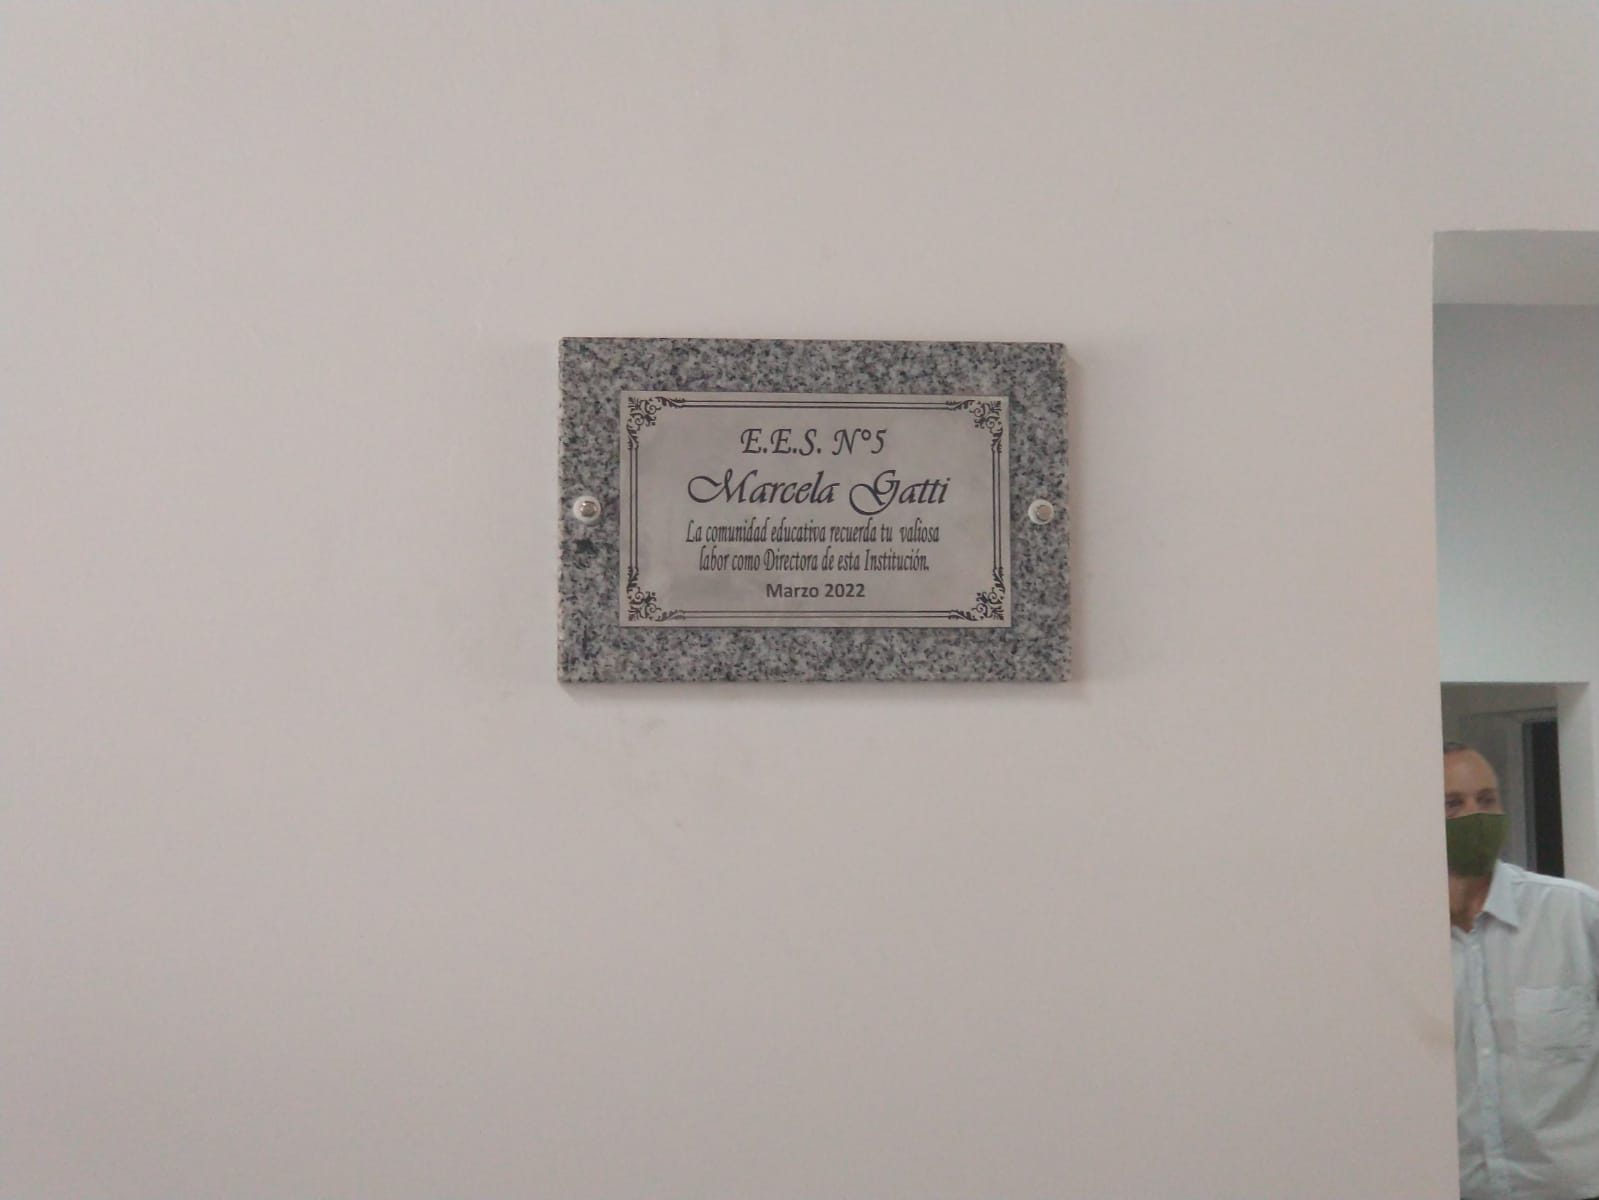 E.E.S. N°5
Marcela Gatti
La comunidad educativa recuerda tu valiosa
labor como Directora de esta Institución.
Marzo 2022